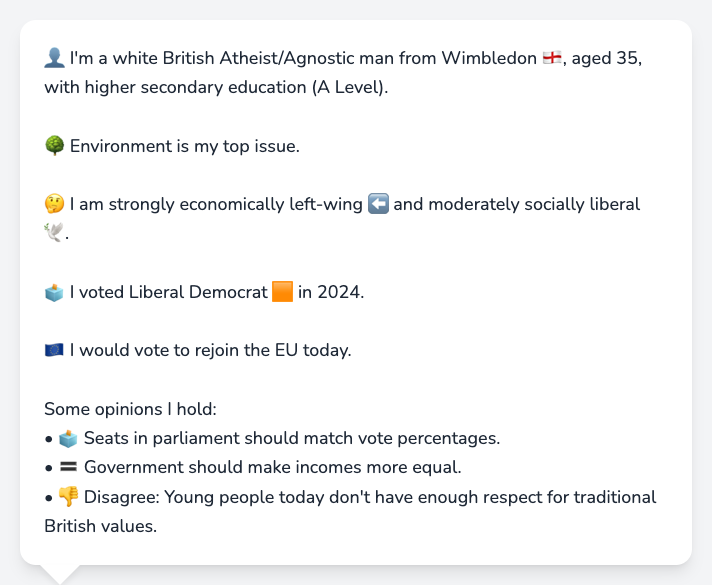 👤 I'm a white British Atheist/Agnostic man from Wimbledon 🏴󠁧󠁢󠁥󠁮󠁧󠁿, aged 35,
with higher secondary education (A Level).
🌳 Environment is my top issue.
🤔 I am strongly economically left-wing ⬅️ and moderately socially liberal
🕊️.
🗳️ I voted Liberal Democrat 🟧 in 2024.
🇪🇺 I would vote to rejoin the EU today.
Some opinions I hold:
• 🗳️ Seats in parliament should match vote percentages.
• 🟰 Government should make incomes more equal.
• 👎 Disagree: Young people today don't have enough respect for traditional
British values.